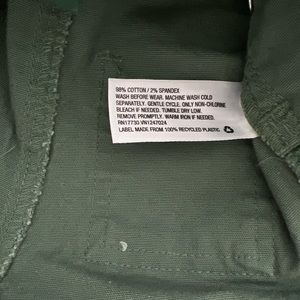 98% COTTON / 2% SPANDEX
WASH BEFORE WEAR. MACHINE WASH COLD
SEPARATELY. GENTLE CYCLE. ONLY NON-CHLORINE
BLEACH IF NEEDED. TUMBLE DRY LOW.
REMOVE PROMPTLY. WARM IRON IF NEEDED.
RN17730 VN1247024
LABEL MADE FROM 100% RECYCLED PLASTIC